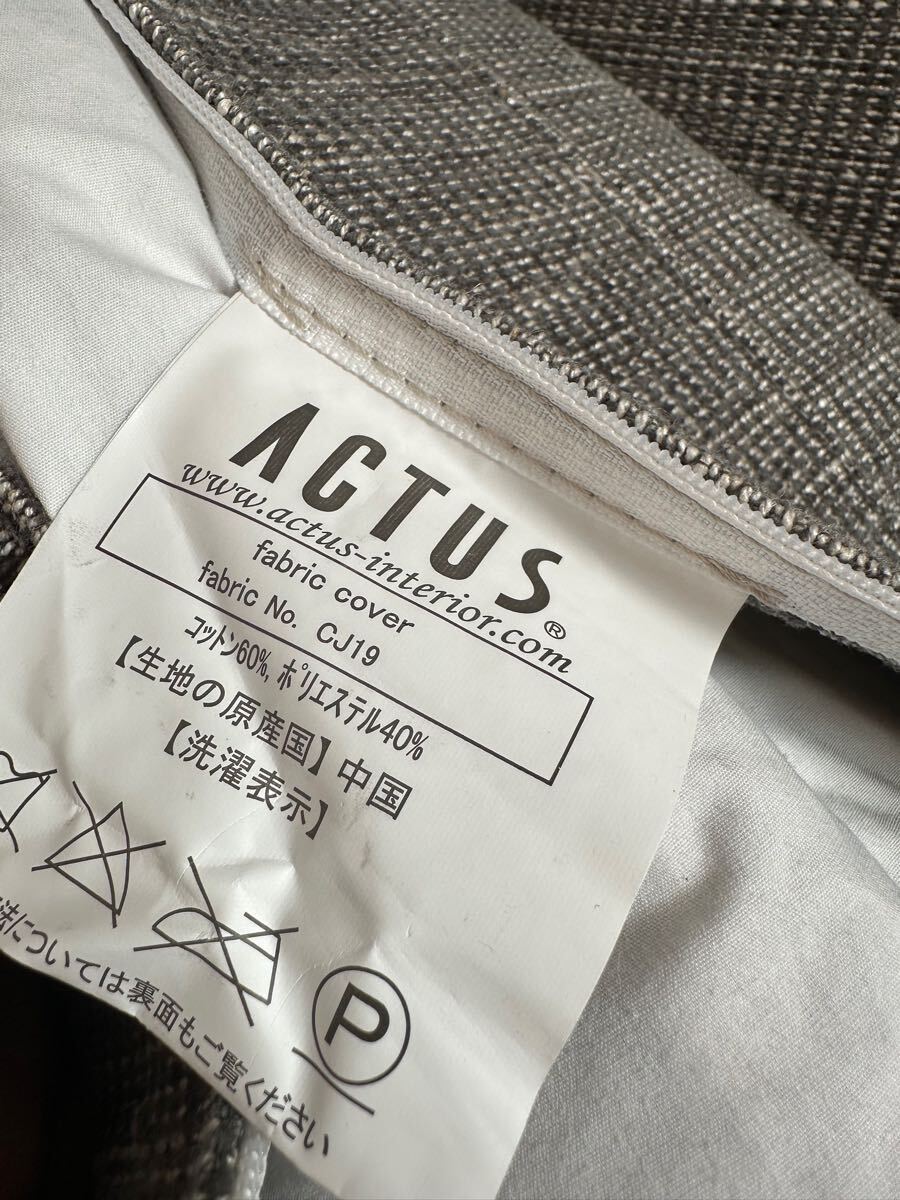 ACTUS®
www.actus-interior.com
fabric cover
fabric No. CJ19
コットン60%, ポリエステル40%
【生地の原産国】中国
【洗濯表示】
P
法については裏面もご覧ください